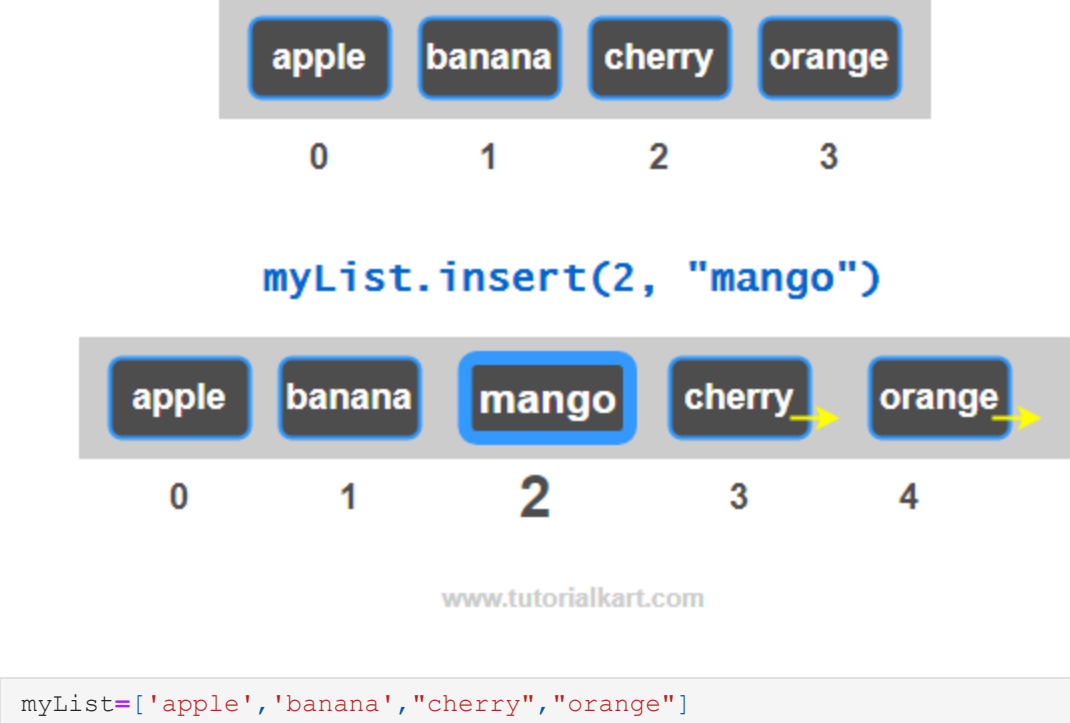 apple banana cherry orange
0 1 2 3
myList.insert(2, "mango")
apple banana mango cherry orange
0 1 2 3 4
www.tutorialkart.com
myList=['apple','banana',"cherry","orange"]